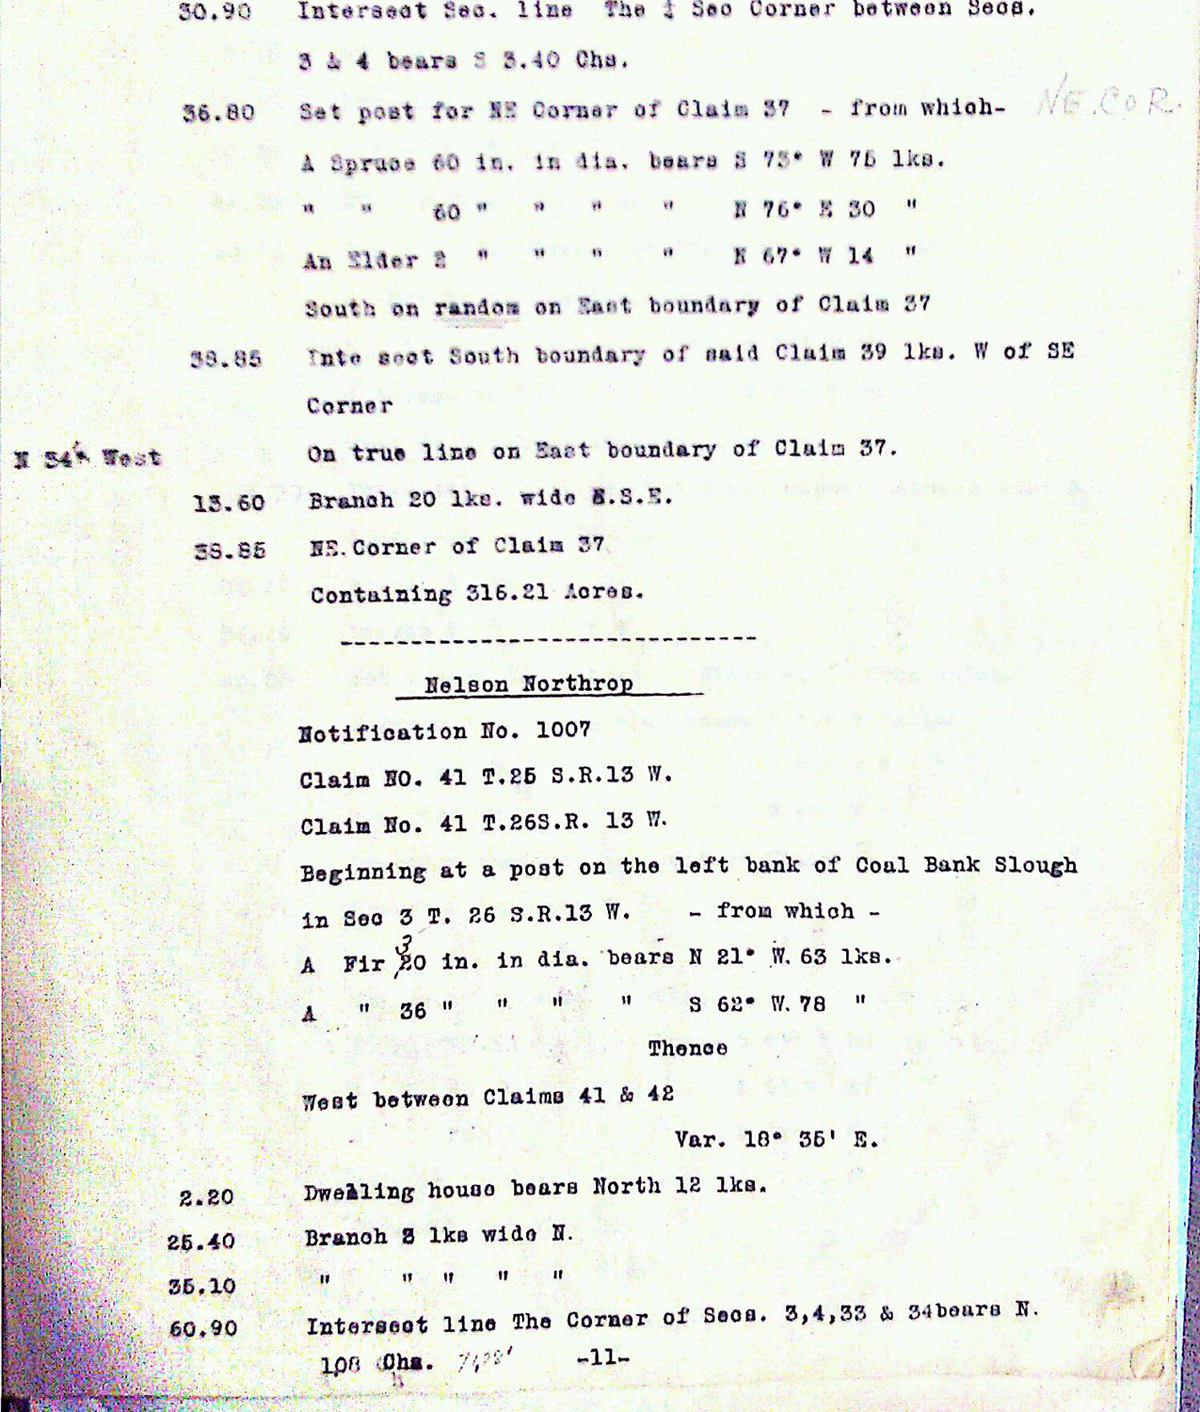 30.90 Intersect Sec. line The ¼ Sec Corner between Secs.
3 & 4 bears S 3.40 Chs.
36.80 Set post for NE Corner of Claim 37 - from which- NE.COR.
A Spruce 60 in. in dia. bears S 73° W 75 lks.
" " 60 " " " " N 76° E 30 "
An Elder 2 " " " " N 67° W 14 "
South on random on East boundary of Claim 37
Inte sect South boundary of said Claim 39 lks. W of SE
Corner
N 34' West On true line on East boundary of Claim 37.
13.60 Branch 20 lks. wide S.E.
NE.Corner of Claim 37
Containing 316.21 Acres.
------------------------------
Nelson Northrop
Notification No. 1007
Claim NO. 41 T.25 S.R.13 W.
Claim No. 41 T.26S.R. 13 W.
Beginning at a post on the left bank of Coal Bank Slough
in Sec 3 T. 26 S.R.13 W. - from which -
A Fir 30 in. in dia. bears N 21° W. 63 lks.
A " 36 " " " " S 62° W. 78 "
Thence
West between Claims 41 & 42
Var. 18° 35' E.
2.20 Dwelling house bears North 12 lks.
25.40 Branch 3 lks wide N.
35.10 " " " " "
60.90 Intersect line The Corner of Secs. 3,4,33 & 34bears N.
108 Chs. -11-